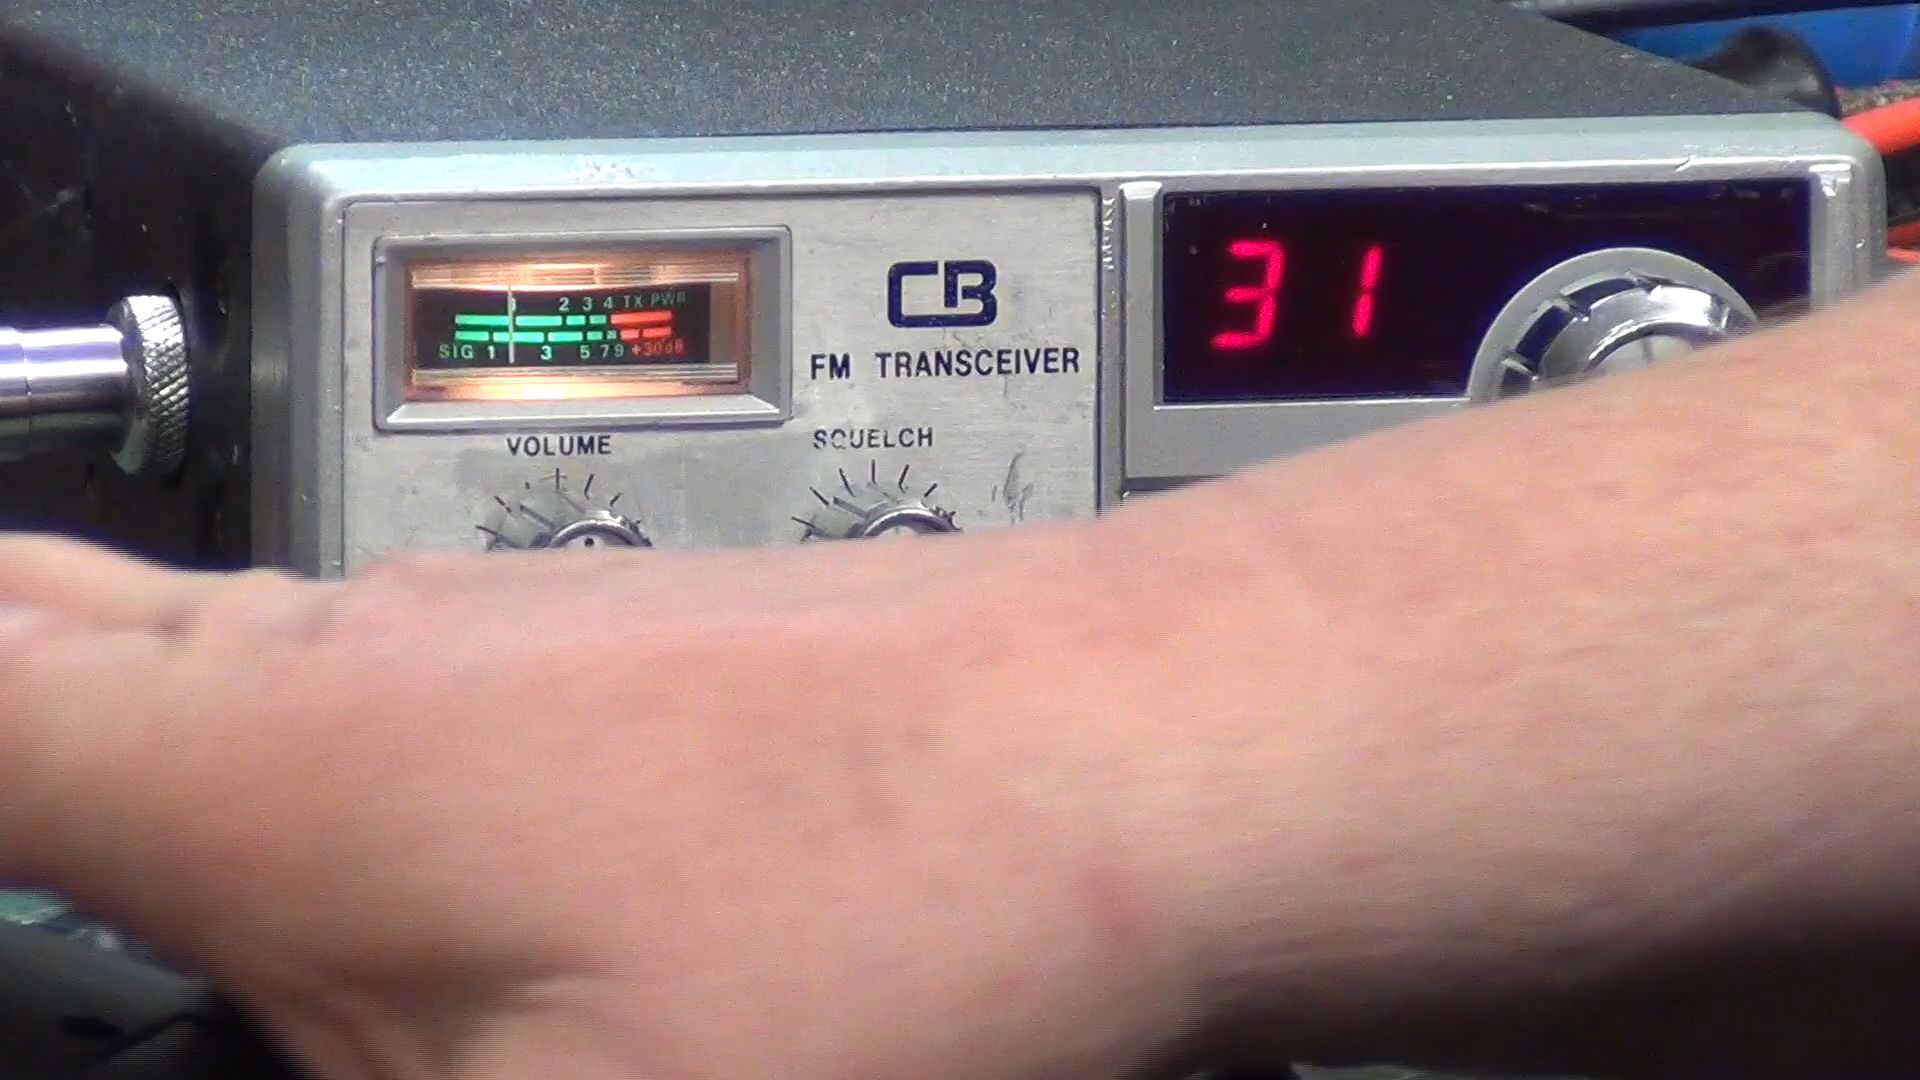 2 3 4 TX PWR
SIG 1 3 5 7 9 +30dB
CB
FM TRANSCEIVER
31
VOLUME
SQUELCH